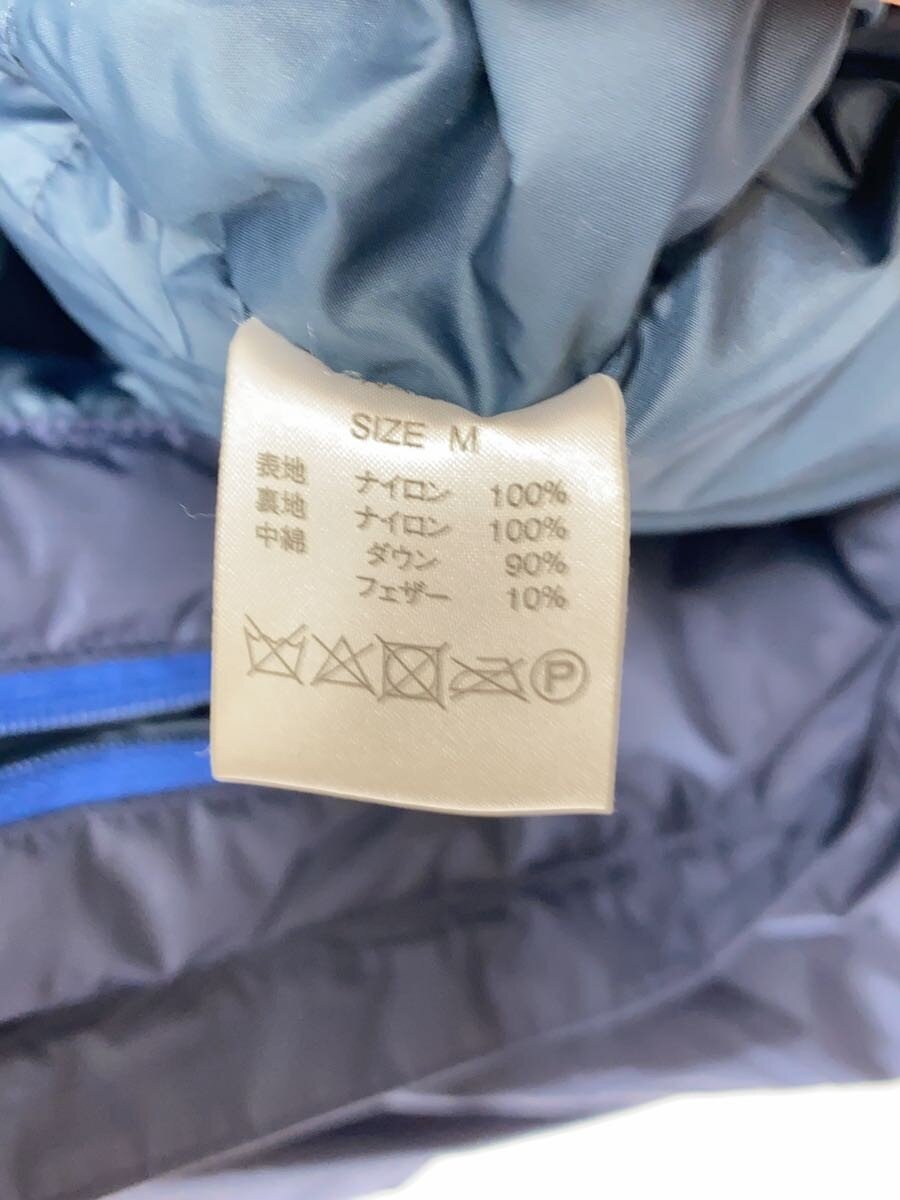 SIZE M
表地 ナイロン 100%
裏地 ナイロン 100%
中綿 ダウン 90%
フェザー 10%
P